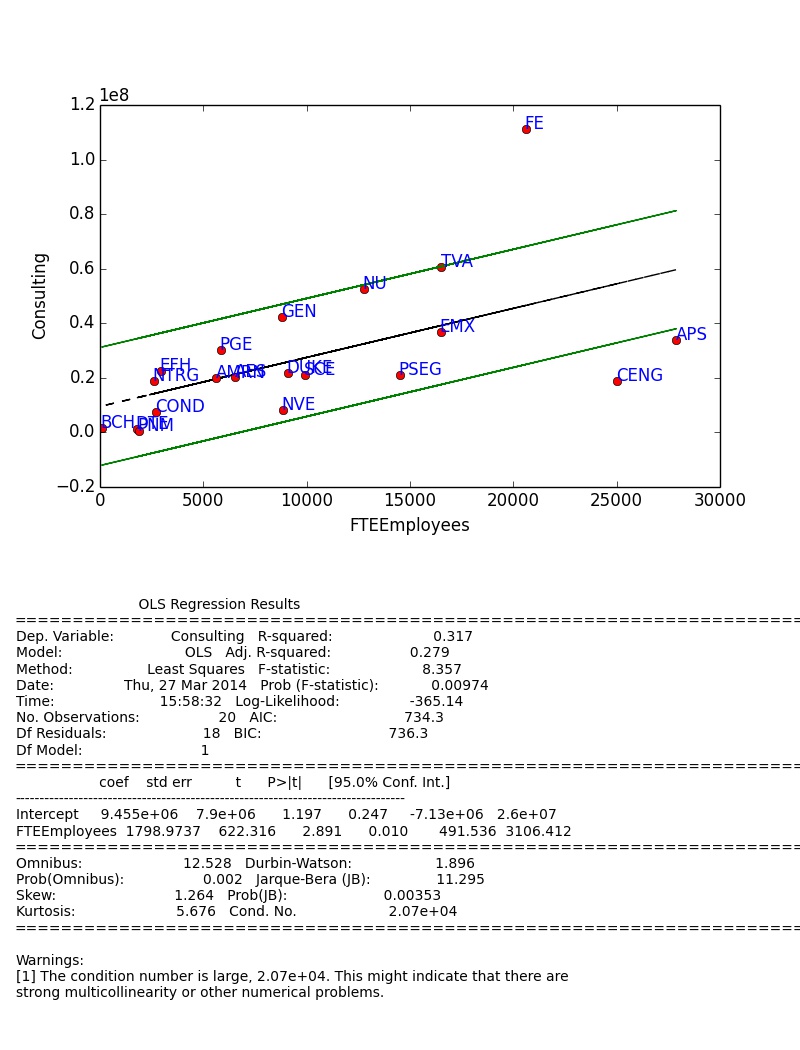 1e8
1.2
1.0
0.8
0.6
0.4
0.2
0.0
−0.2
Consulting
FE
TVA
NU
GEN
EMX
PGE
APS
EFH
NTRG
DUKE
SCE
PSEG
CENG
COND
NVE
BCH
PNM
0 5000 10000 15000 20000 25000 30000
FTEEmployees
OLS Regression Results
==============================================================================
Dep. Variable: Consulting R-squared: 0.317
Model: OLS Adj. R-squared: 0.279
Method: Least Squares F-statistic: 8.357
Date: Thu, 27 Mar 2014 Prob (F-statistic): 0.00974
Time: 15:58:32 Log-Likelihood: -365.14
No. Observations: 20 AIC: 734.3
Df Residuals: 18 BIC: 736.3
Df Model: 1
==============================================================================
coef std err t P>|t| [95.0% Conf. Int.]
------------------------------------------------------------------------------
Intercept 9.455e+06 7.9e+06 1.197 0.247 -7.13e+06 2.6e+07
FTEEmployees 1798.9737 622.316 2.891 0.010 491.536 3106.412
==============================================================================
Omnibus: 12.528 Durbin-Watson: 1.896
Prob(Omnibus): 0.002 Jarque-Bera (JB): 11.295
Skew: 1.264 Prob(JB): 0.00353
Kurtosis: 5.676 Cond. No. 2.07e+04
==============================================================================
Warnings:
[1] The condition number is large, 2.07e+04. This might indicate that there are
strong multicollinearity or other numerical problems.